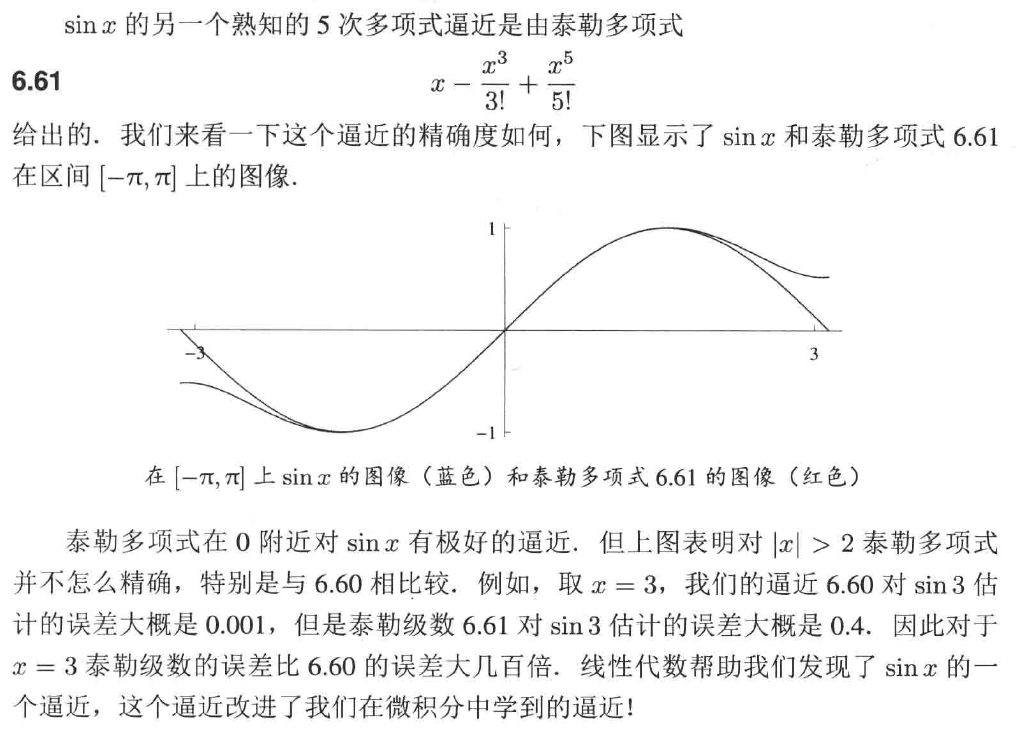 sin x 的另一个熟知的 5 次多项式逼近是由泰勒多项式
6.61 x − x³/3! + x⁵/5!
给出的．我们来看一下这个逼近的精确度如何，下图显示了 sin x 和泰勒多项式 6.61
在区间 [−π, π] 上的图像．
1
−3
3
−1
在 [−π, π] 上 sin x 的图像（蓝色）和泰勒多项式 6.61 的图像（红色）
泰勒多项式在 0 附近对 sin x 有极好的逼近．但上图表明对 |x| > 2 泰勒多项式
并不怎么精确，特别是与 6.60 相比较．例如，取 x = 3，我们的逼近 6.60 对 sin 3 估
计的误差大概是 0.001，但是泰勒级数 6.61 对 sin 3 估计的误差大概是 0.4．因此对于
x = 3 泰勒级数的误差比 6.60 的误差大几百倍．线性代数帮助我们发现了 sin x 的一
个逼近，这个逼近改进了我们在微积分中学到的逼近！